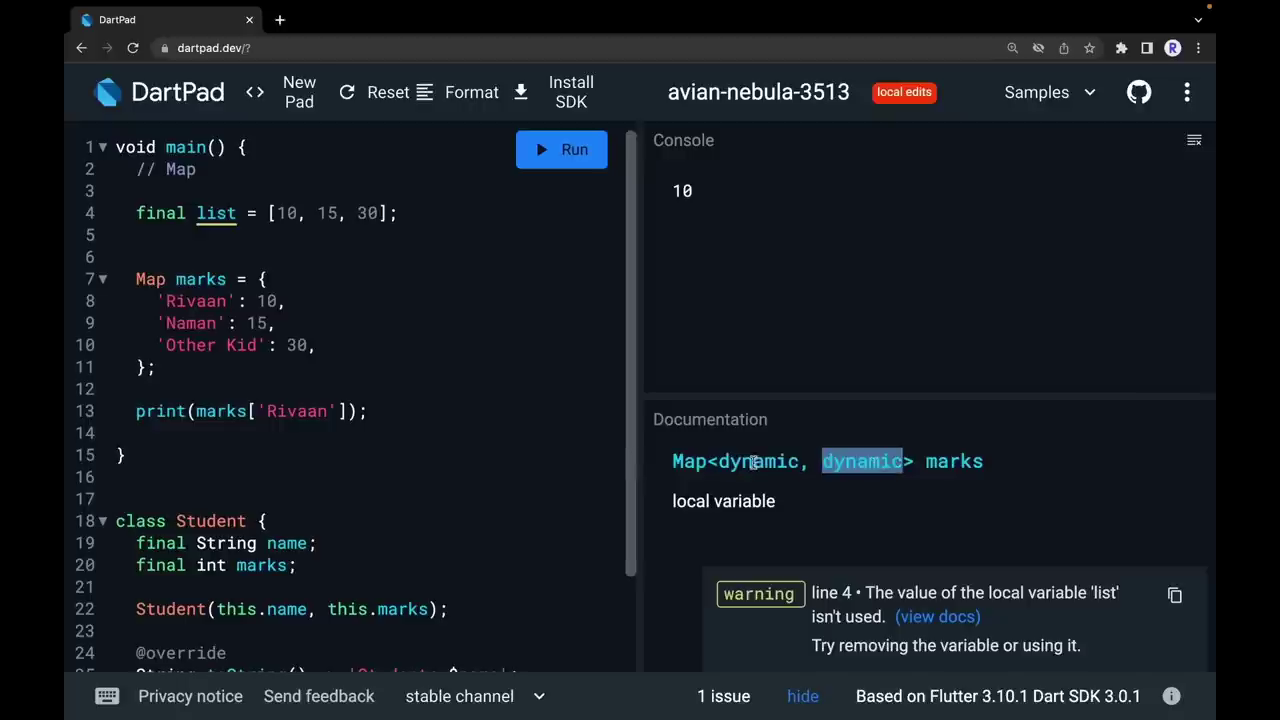 DartPad
dartpad.dev/?
R
DartPad
<> New Pad
Reset
Format
Install SDK
avian-nebula-3513
local edits
Samples
1 void main() {
2 // Map
3
4 final list = [10, 15, 30];
5
6
7 Map marks = {
8 'Rivaan': 10,
9 'Naman': 15,
10 'Other Kid': 30,
11 };
12
13 print(marks['Rivaan']);
14
15 }
16
17
18 class Student {
19 final String name;
20 final int marks;
21
22 Student(this.name, this.marks);
23
24 @override
Run
Console
10
Documentation
Map<dynamic, dynamic> marks
local variable
warning
line 4 • The value of the local variable 'list'
isn't used. (view docs)
Try removing the variable or using it.
Privacy notice
Send feedback
stable channel
1 issue
hide
Based on Flutter 3.10.1 Dart SDK 3.0.1